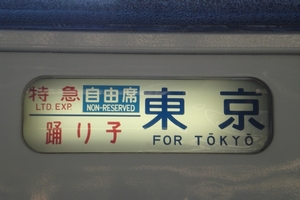 特急 自由席
LTD. EXP. NON-RESERVED
踊り子
東京
FOR TŌKYŌ